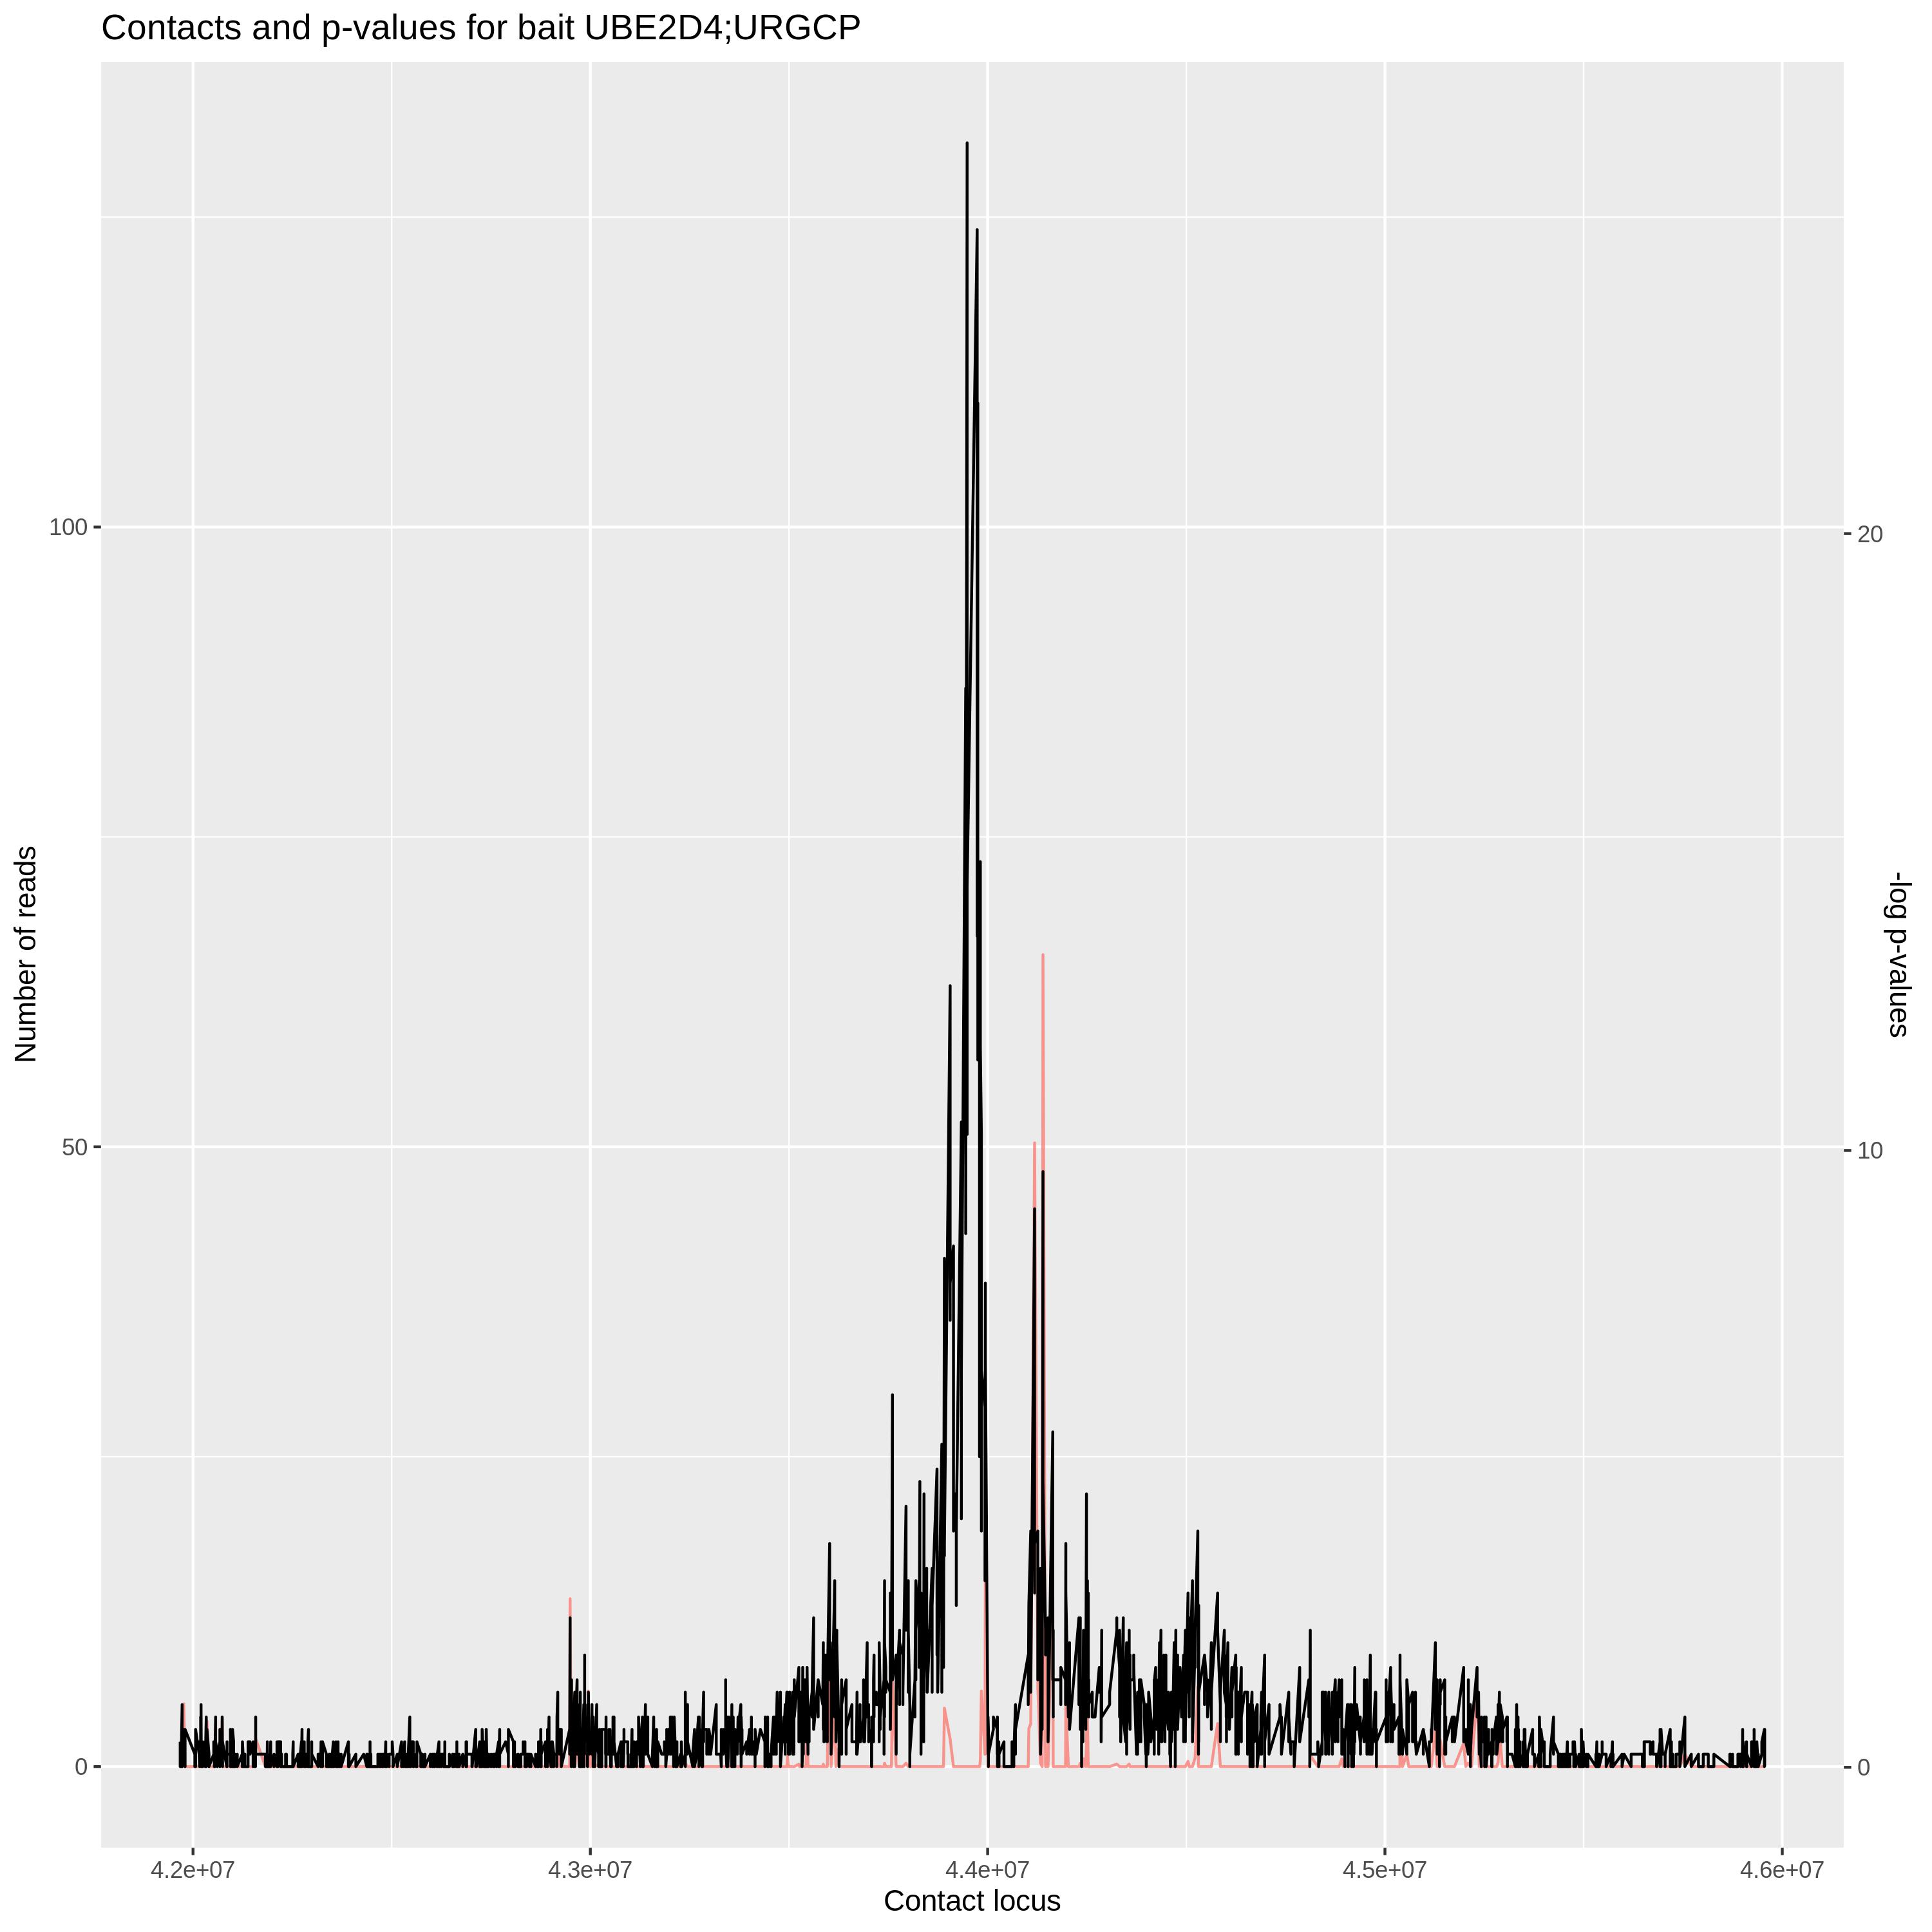 Contacts and p-values for bait UBE2D4;URGCP
Number of reads
100
50
0
20
10
0
-log p-values
4.2e+07 4.3e+07 4.4e+07 4.5e+07 4.6e+07
Contact locus